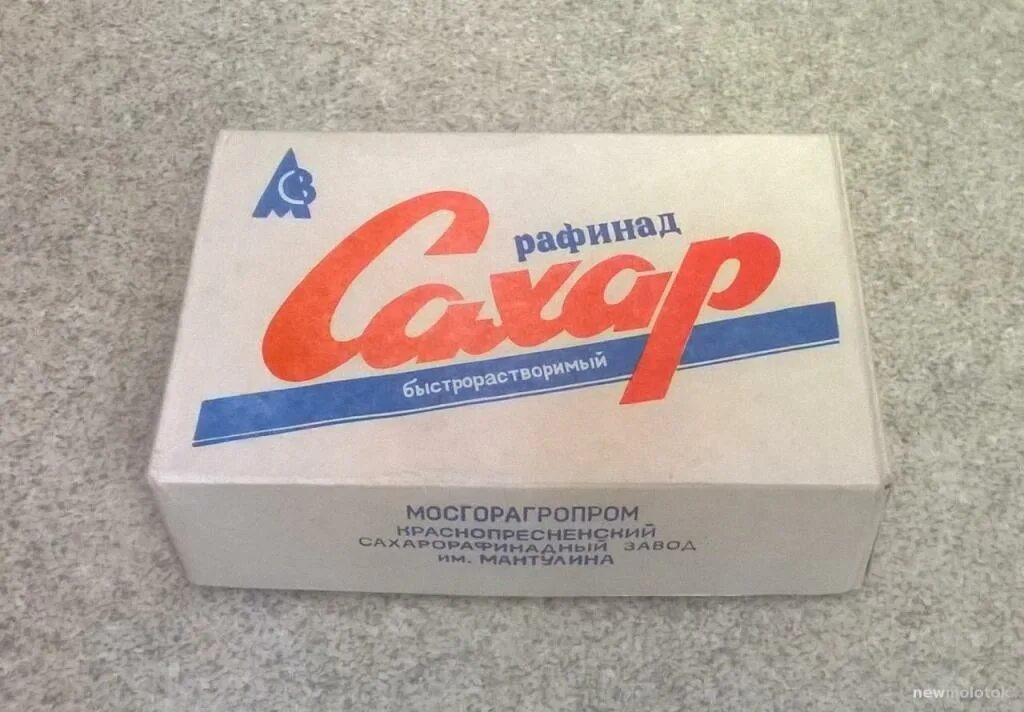 рафинад
Сахар
быстрорастворимый
МОСГОРАГРОПРОМ
КРАСНОПРЕСНЕНСКИЙ
САХАРОРАФИНАДНЫЙ ЗАВОД
им. МАНТУЛИНА
newmolotok